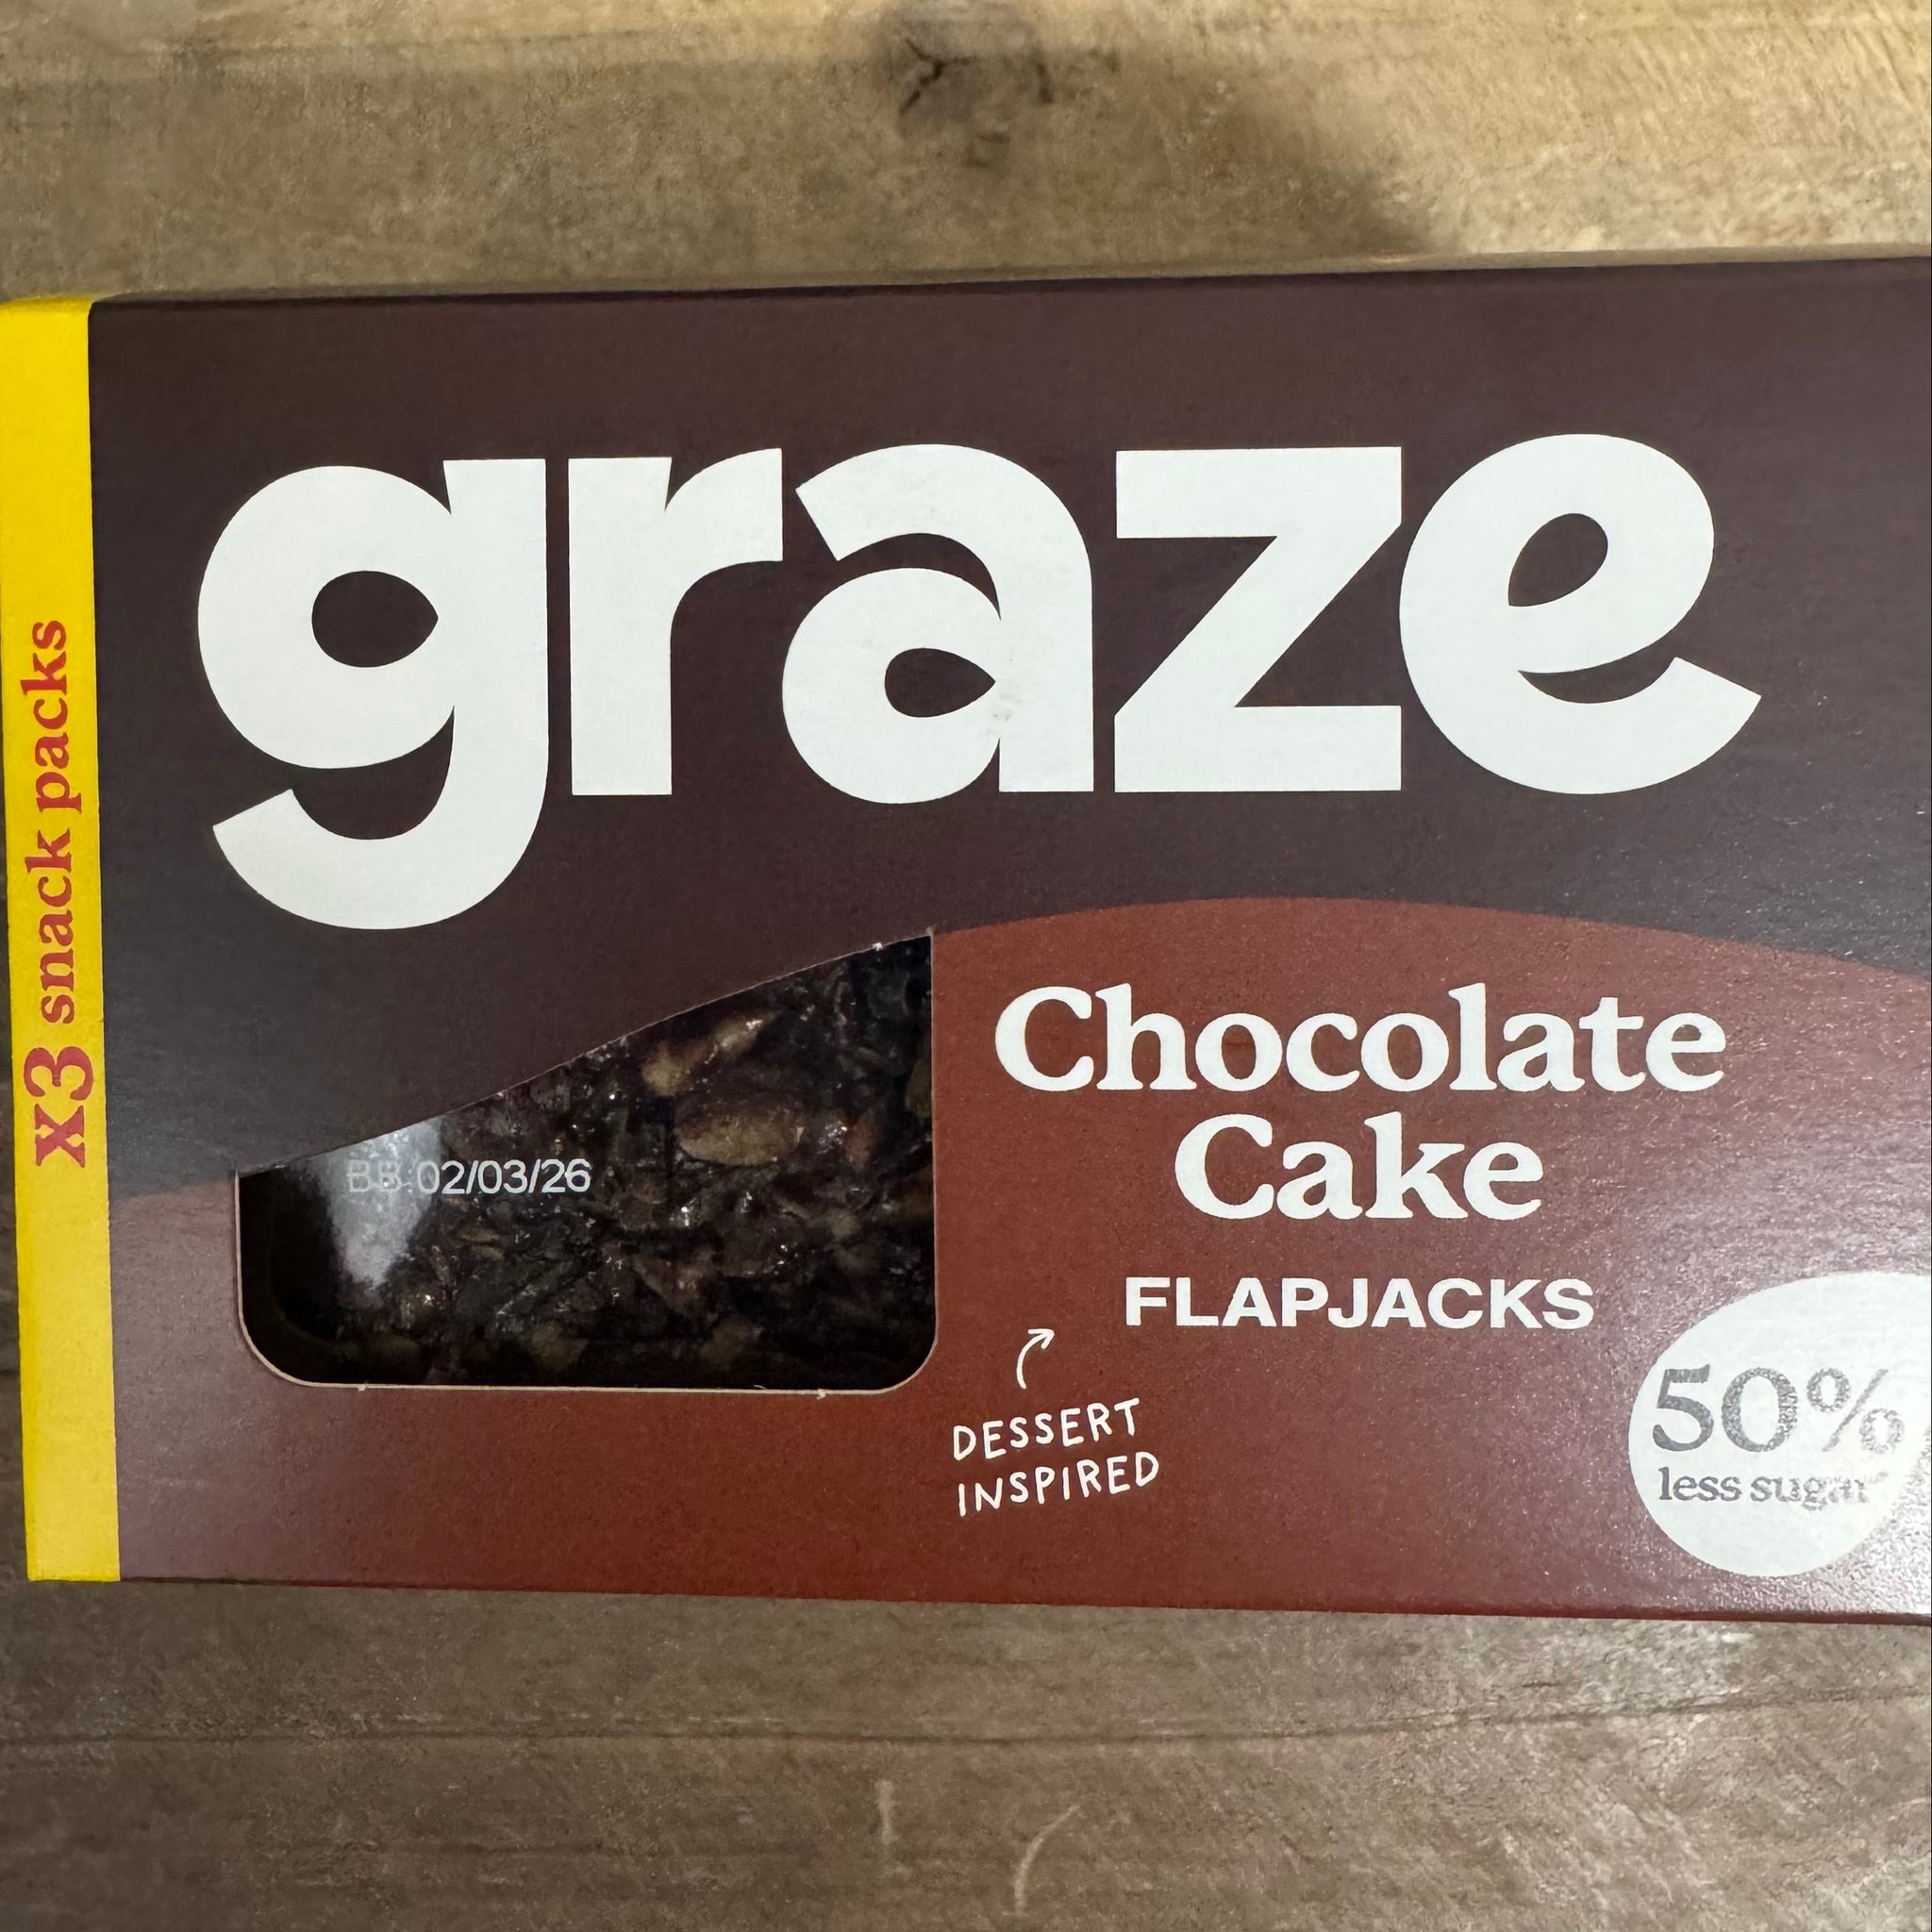 x3 snack packs
graze
BB 02/03/26
Chocolate
Cake
FLAPJACKS
DESSERT
INSPIRED
50%
less sugar